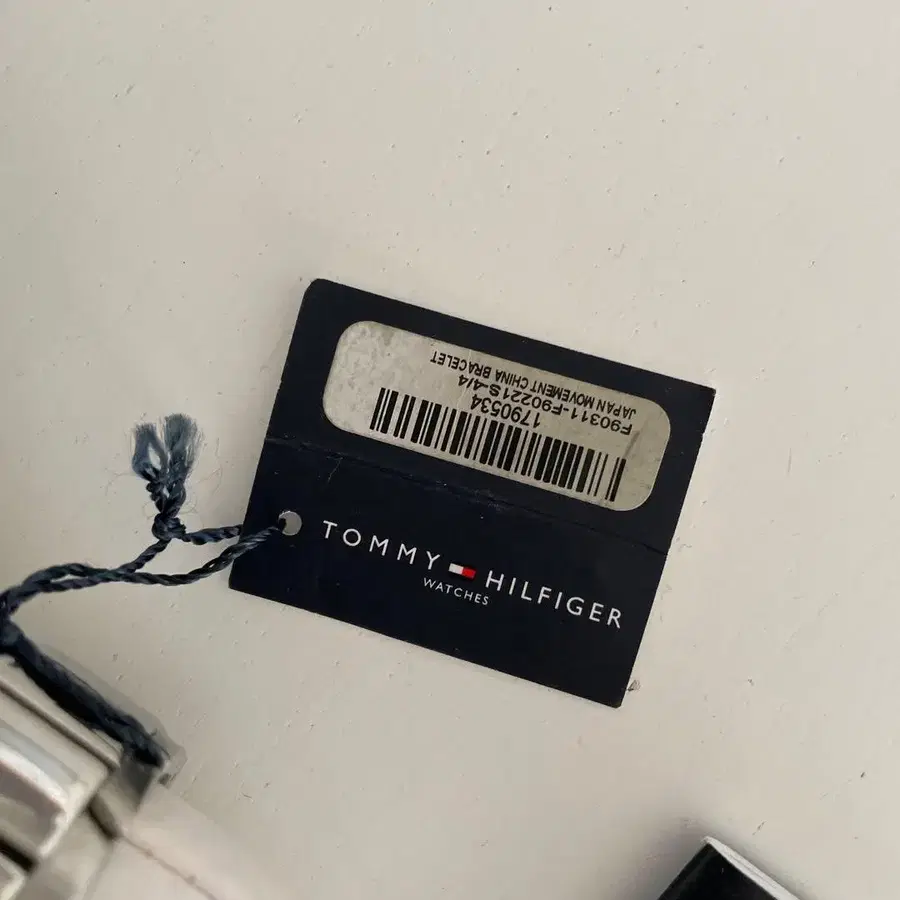 1790534
F90311-F90221S-4/4
JAPAN MOVEMENT CHINA BRACELET
TOMMY HILFIGER
WATCHES